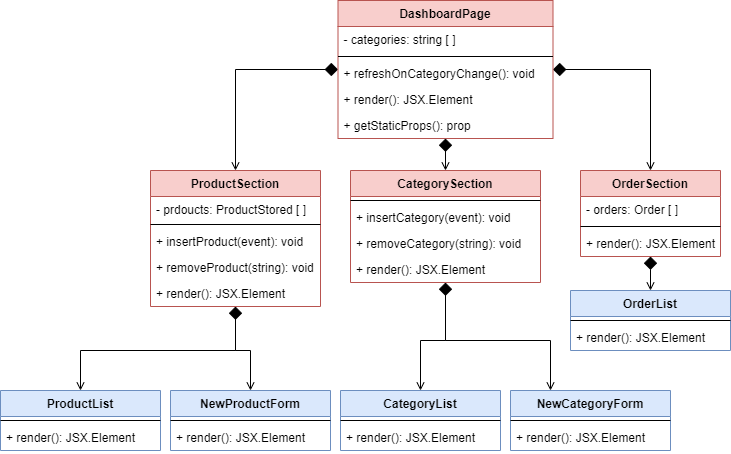 DashboardPage
- categories: string [ ]
+ refreshOnCategoryChange(): void
+ render(): JSX.Element
+ getStaticProps(): prop
ProductSection
- prdoucts: ProductStored [ ]
+ insertProduct(event): void
+ removeProduct(string): void
+ render(): JSX.Element
CategorySection
+ insertCategory(event): void
+ removeCategory(string): void
+ render(): JSX.Element
OrderSection
- orders: Order [ ]
+ render(): JSX.Element
OrderList
+ render(): JSX.Element
ProductList
+ render(): JSX.Element
NewProductForm
+ render(): JSX.Element
CategoryList
+ render(): JSX.Element
NewCategoryForm
+ render(): JSX.Element